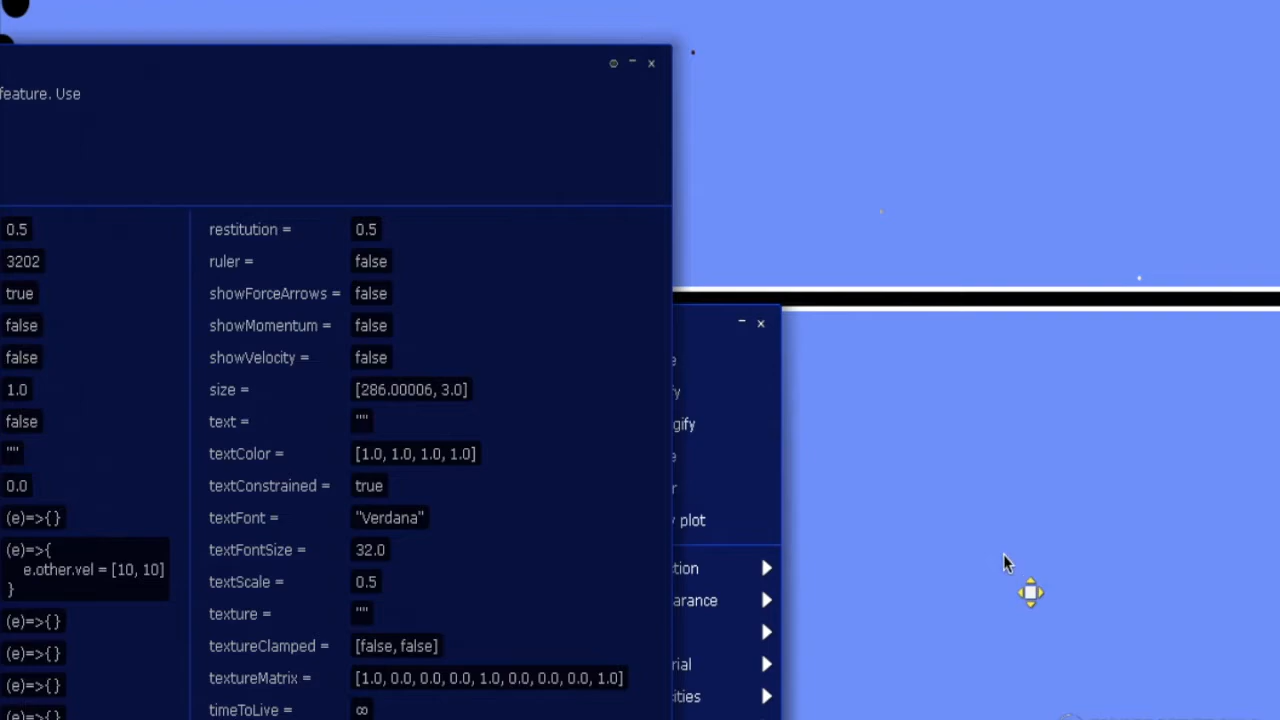 feature. Use
0.5
restitution =
0.5
3202
ruler =
false
true
showForceArrows =
false
false
showMomentum =
false
false
showVelocity =
false
1.0
size =
[286.00006, 3.0]
false
text =
""
""
textColor =
[1.0, 1.0, 1.0, 1.0]
0.0
textConstrained =
true
(e)=>{}
textFont =
"Verdana"
(e)=>{
e.other.vel = [10, 10]
}
textFontSize =
32.0
textScale =
0.5
(e)=>{}
texture =
""
(e)=>{}
textureClamped =
[false, false]
(e)=>{}
textureMatrix =
[1.0, 0.0, 0.0, 0.0, 1.0, 0.0, 0.0, 0.0, 1.0]
(e)=>{}
timeToLive =
∞
e
fy
gify
e
r
plot
tion
arance
rial
cities